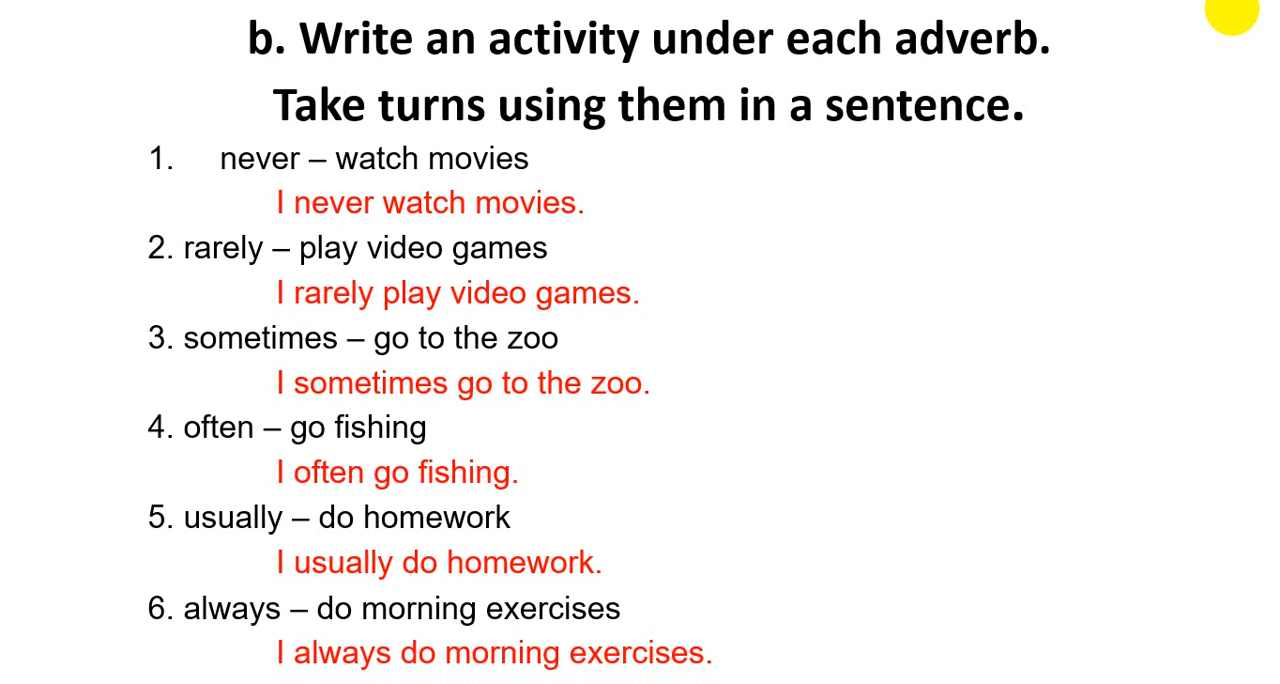 b. Write an activity under each adverb.
Take turns using them in a sentence.
1. never – watch movies
I never watch movies.
2. rarely – play video games
I rarely play video games.
3. sometimes – go to the zoo
I sometimes go to the zoo.
4. often – go fishing
I often go fishing.
5. usually – do homework
I usually do homework.
6. always – do morning exercises
I always do morning exercises.